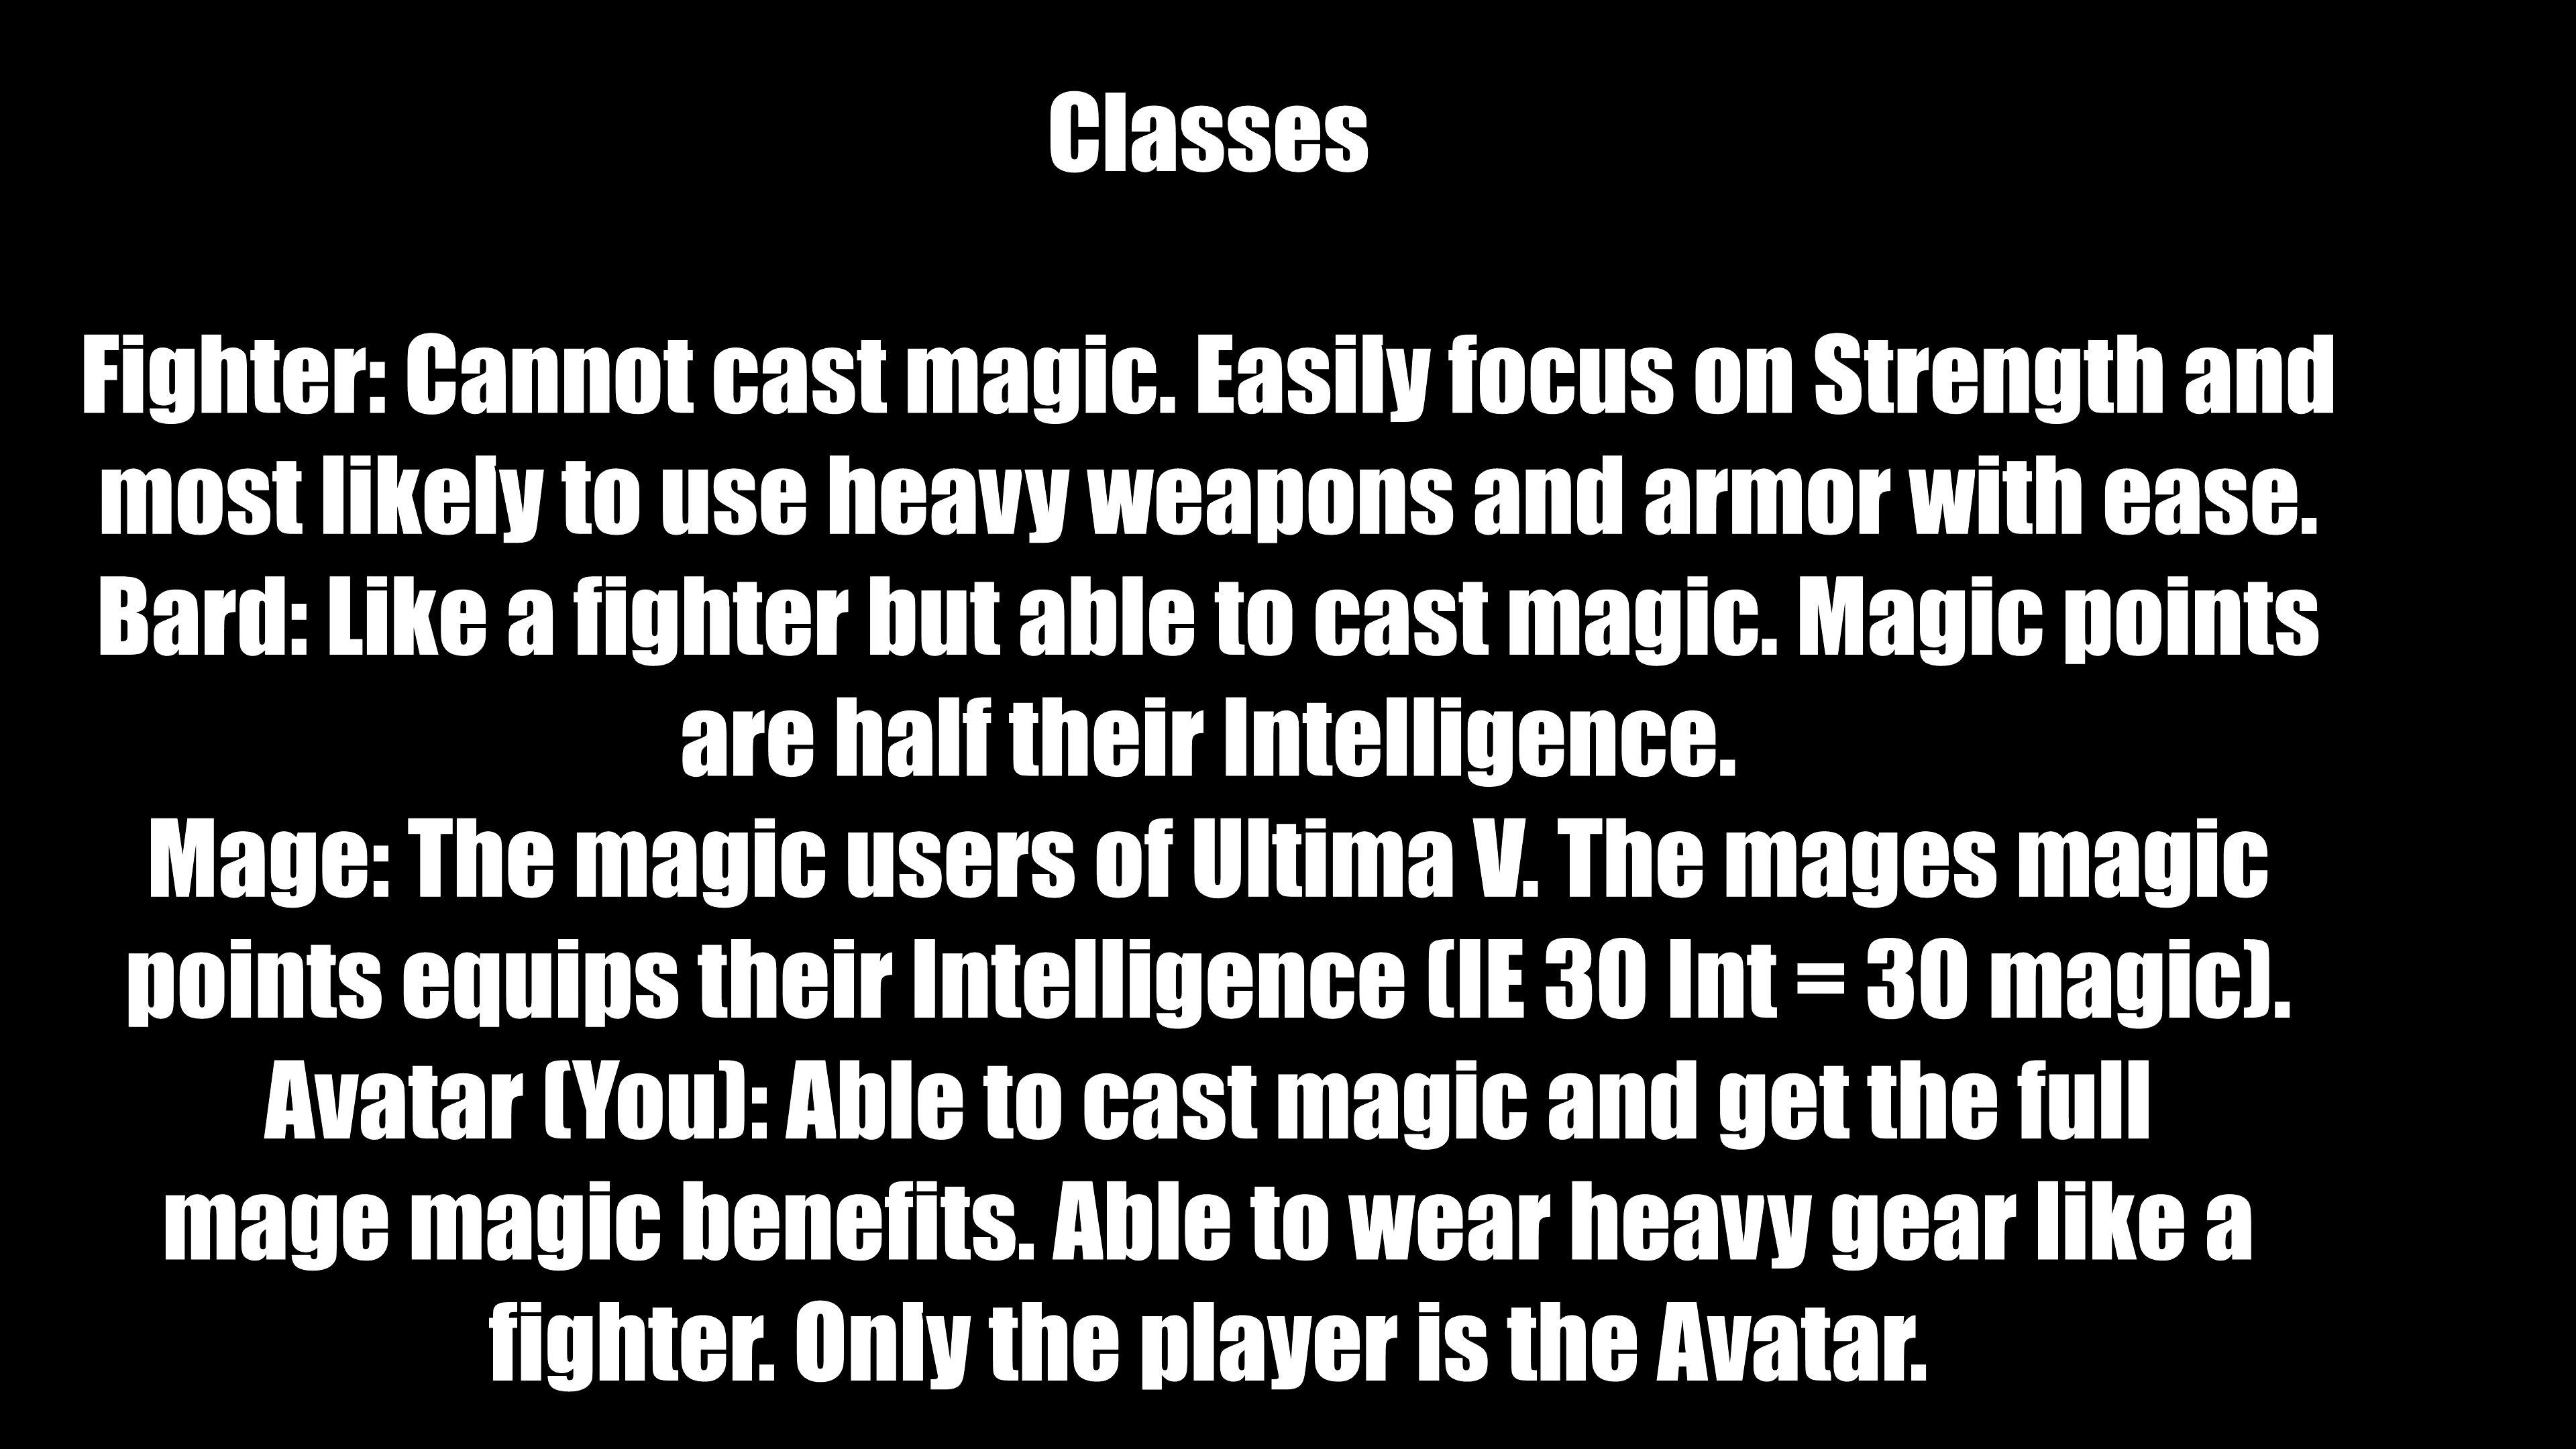 Classes
Fighter: Cannot cast magic. Easily focus on Strength and
most likely to use heavy weapons and armor with ease.
Bard: Like a fighter but able to cast magic. Magic points
are half their Intelligence.
Mage: The magic users of Ultima V. The mages magic
points equips their Intelligence (IE 30 Int = 30 magic).
Avatar (You): Able to cast magic and get the full
mage magic benefits. Able to wear heavy gear like a
fighter. Only the player is the Avatar.